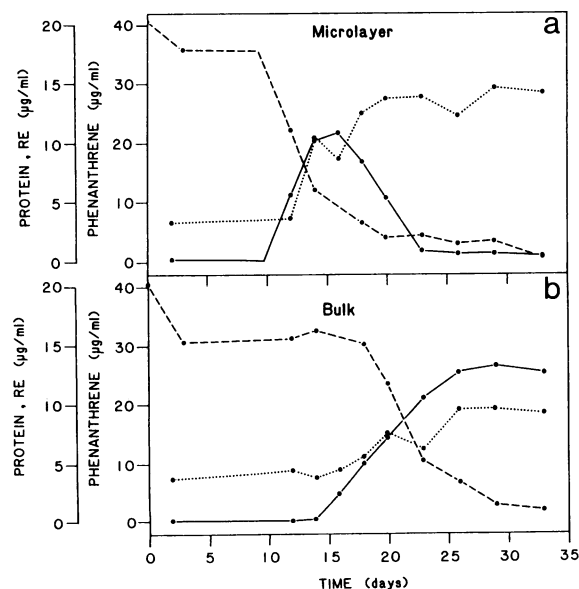 a
Microlayer
PROTEIN, RE (µg/ml)
20
15
10
5
0
PHENANTHRENE (µg/ml)
40
30
20
10
0
b
Bulk
PROTEIN, RE (µg/ml)
20
15
10
5
0
PHENANTHRENE (µg/ml)
40
30
20
10
0
0 5 10 15 20 25 30 35
TIME (days)